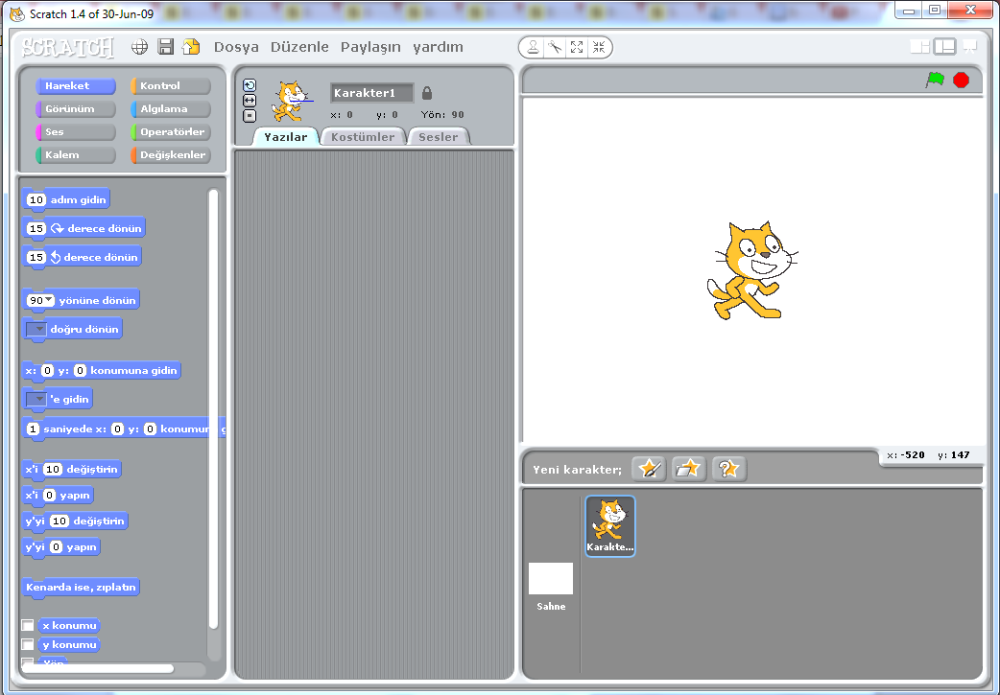 Scratch 1.4 of 30-Jun-09
SCRATCH Dosya Düzenle Paylaşın yardım
Hareket Kontrol
Görünüm Algılama
Ses Operatörler
Kalem Değişkenler
Karakter1
x: 0 y: 0 Yön: 90
Yazılar Kostümler Sesler
10 adım gidin
15 derece dönün
15 derece dönün
90 yönüne dönün
doğru dönün
x: 0 y: 0 konumuna gidin
'e gidin
1 saniyede x: 0 y: 0 konumun g
x'i 10 değiştirin
x'i 0 yapın
y'yi 10 değiştirin
y'yi 0 yapın
Kenarda ise, zıplatın
x konumu
y konumu
Yön
x: -520 y: 147
Yeni karakter;
Karakte...
Sahne